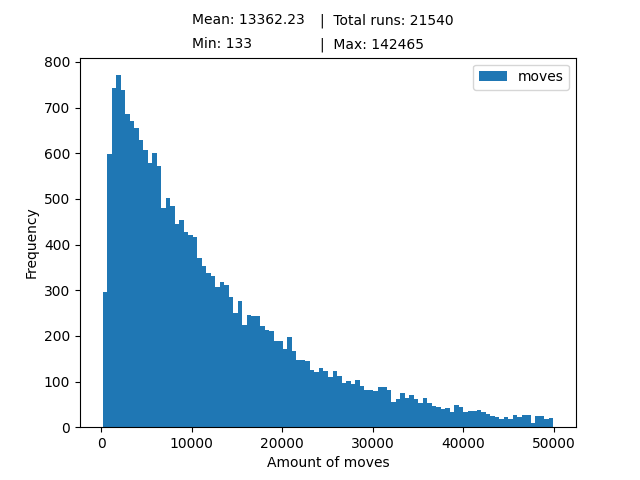 Mean: 13362.23 | Total runs: 21540
Min: 133 | Max: 142465
moves
800
700
600
500
400
300
200
100
0
Frequency
0 10000 20000 30000 40000 50000
Amount of moves